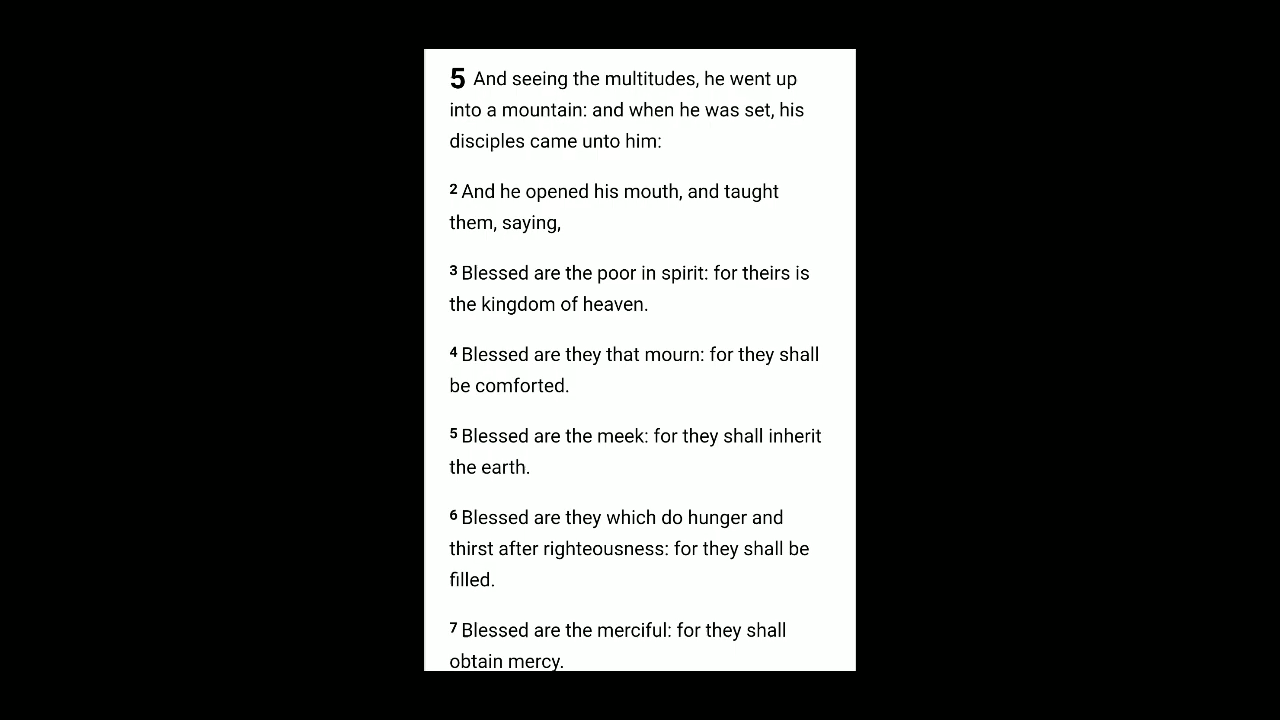 5 And seeing the multitudes, he went up
into a mountain: and when he was set, his
disciples came unto him:
2 And he opened his mouth, and taught
them, saying,
3 Blessed are the poor in spirit: for theirs is
the kingdom of heaven.
4 Blessed are they that mourn: for they shall
be comforted.
5 Blessed are the meek: for they shall inherit
the earth.
6 Blessed are they which do hunger and
thirst after righteousness: for they shall be
filled.
7 Blessed are the merciful: for they shall
obtain mercy.